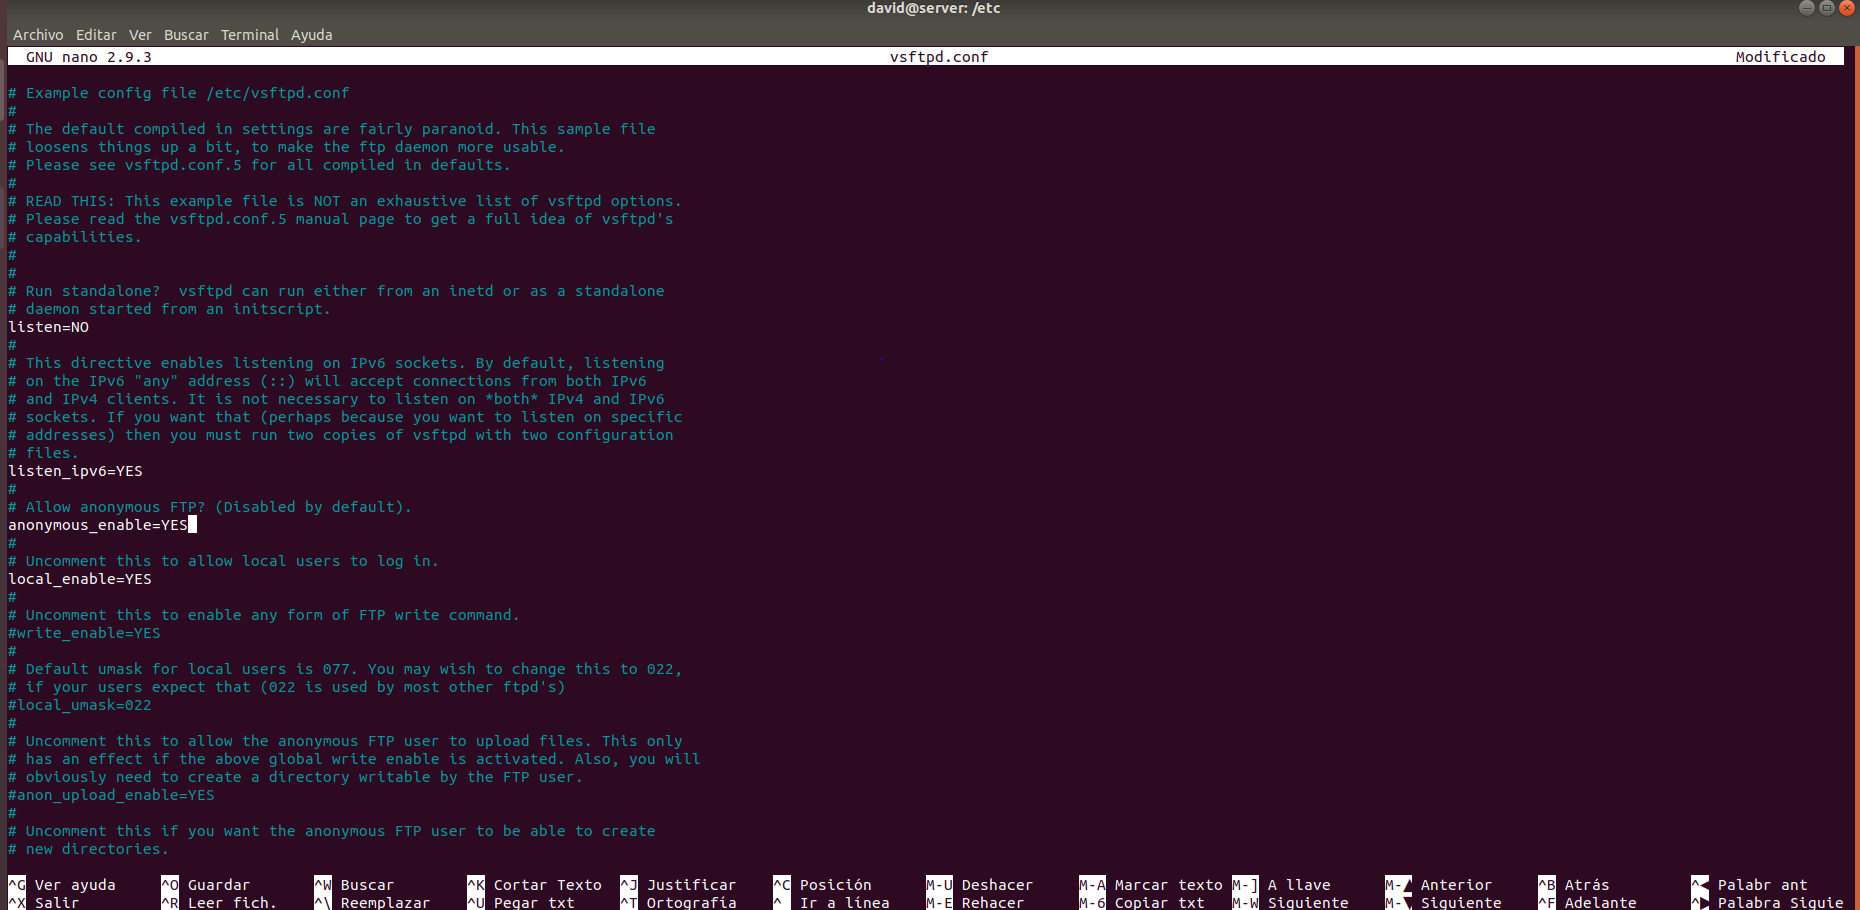 david@server: /etc
Archivo Editar Ver Buscar Terminal Ayuda
GNU nano 2.9.3 vsftpd.conf Modificado
# Example config file /etc/vsftpd.conf
#
# The default compiled in settings are fairly paranoid. This sample file
# loosens things up a bit, to make the ftp daemon more usable.
# Please see vsftpd.conf.5 for all compiled in defaults.
#
# READ THIS: This example file is NOT an exhaustive list of vsftpd options.
# Please read the vsftpd.conf.5 manual page to get a full idea of vsftpd's
# capabilities.
#
#
# Run standalone?  vsftpd can run either from an inetd or as a standalone
# daemon started from an initscript.
listen=NO
#
# This directive enables listening on IPv6 sockets. By default, listening
# on the IPv6 "any" address (::) will accept connections from both IPv6
# and IPv4 clients. It is not necessary to listen on *both* IPv4 and IPv6
# sockets. If you want that (perhaps because you want to listen on specific
# addresses) then you must run two copies of vsftpd with two configuration
# files.
listen_ipv6=YES
#
# Allow anonymous FTP? (Disabled by default).
anonymous_enable=YES
#
# Uncomment this to allow local users to log in.
local_enable=YES
#
# Uncomment this to enable any form of FTP write command.
#write_enable=YES
#
# Default umask for local users is 077. You may wish to change this to 022,
# if your users expect that (022 is used by most other ftpd's)
#local_umask=022
#
# Uncomment this to allow the anonymous FTP user to upload files. This only
# has an effect if the above global write enable is activated. Also, you will
# obviously need to create a directory writable by the FTP user.
#anon_upload_enable=YES
#
# Uncomment this if you want the anonymous FTP user to be able to create
# new directories.
^G Ver ayuda ^O Guardar ^W Buscar ^K Cortar Texto ^J Justificar ^C Posición M-U Deshacer M-A Marcar texto M-] A llave M-▲ Anterior ^B Atrás ^◀ Palabr ant
^X Salir ^R Leer fich. ^\ Reemplazar ^U Pegar txt ^T Ortografía ^_ Ir a línea M-E Rehacer M-6 Copiar txt M-W Siguiente M-▼ Siguiente ^F Adelante ^▶ Palabra Siguie